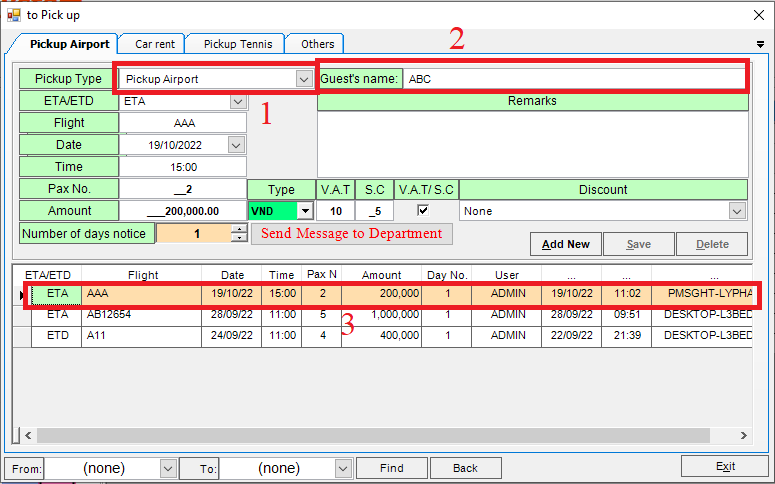 to Pick up
Pickup Airport Car rent Pickup Tennis Others
2
Pickup Type Pickup Airport Guest's name: ABC
ETA/ETD ETA 1 Remarks
Flight AAA
Date 19/10/2022
Time 15:00
Pax No. __2 Type V.A.T S.C V.A.T/ S.C Discount
Amount ___200,000.00 VND 10 _5 None
Number of days notice 1 Send Message to Department Add New Save Delete
ETA/ETD Flight Date Time Pax N Amount Day No. User ... ... ...
ETA AAA 19/10/22 15:00 2 200,000 1 ADMIN 19/10/22 11:02 PMSGHT-LYPHA
ETA AB12654 28/09/22 11:00 5 1,000,000 1 ADMIN 28/09/22 09:51 DESKTOP-L3BED
3
ETD A11 24/09/22 11:00 4 400,000 1 ADMIN 22/09/22 21:39 DESKTOP-L3BED
From: (none) To: (none) Find Back Exit